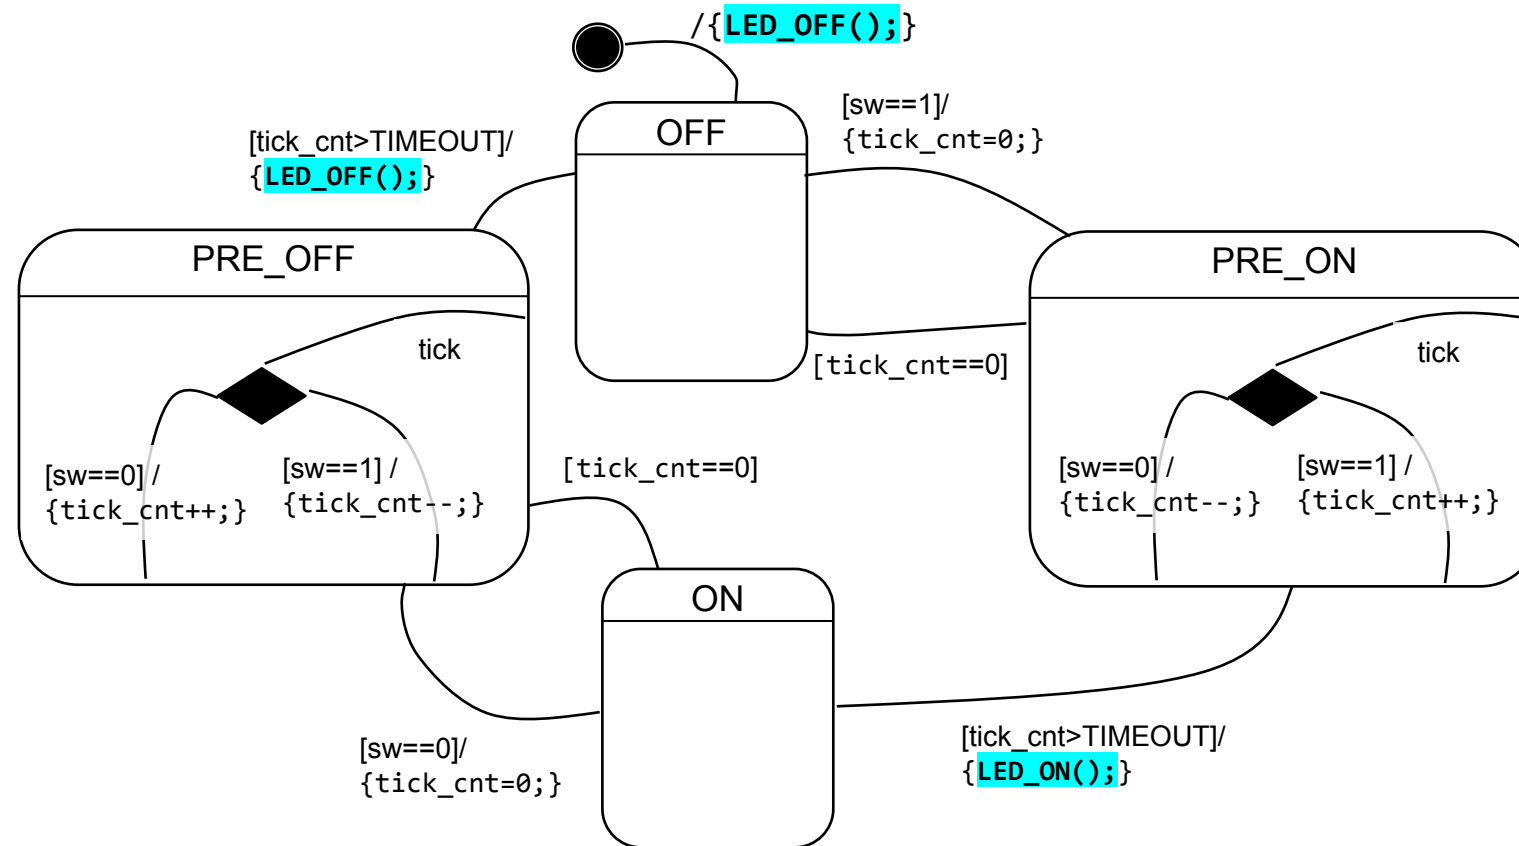 /{LED_OFF();}
[sw==1]/
{tick_cnt=0;}
OFF
[tick_cnt>TIMEOUT]/
{LED_OFF();}
PRE_OFF
PRE_ON
tick
tick
[tick_cnt==0]
[sw==0] /
{tick_cnt++;}
[sw==1] /
{tick_cnt--;}
[tick_cnt==0]
[sw==0] /
{tick_cnt--;}
[sw==1] /
{tick_cnt++;}
ON
[sw==0]/
{tick_cnt=0;}
[tick_cnt>TIMEOUT]/
{LED_ON();}